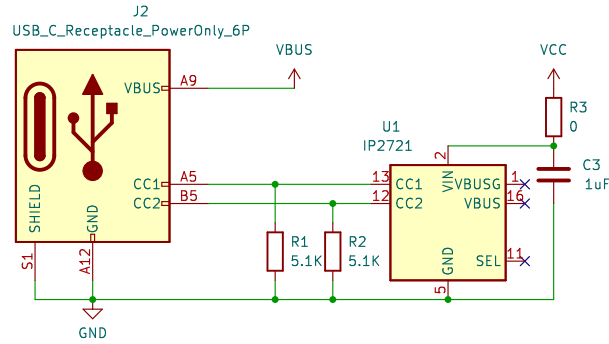 J2
USB_C_Receptacle_PowerOnly_6P
VBUS
VCC
VBUS
A9
R3
0
U1
IP2721
2
C3
1uF
CC1
A5
13
CC1
VIN
VBUSG
1
CC2
B5
12
CC2
VBUS
16
SHIELD
GND
R1
5.1K
R2
5.1K
GND
SEL
11
S1
A12
5
GND